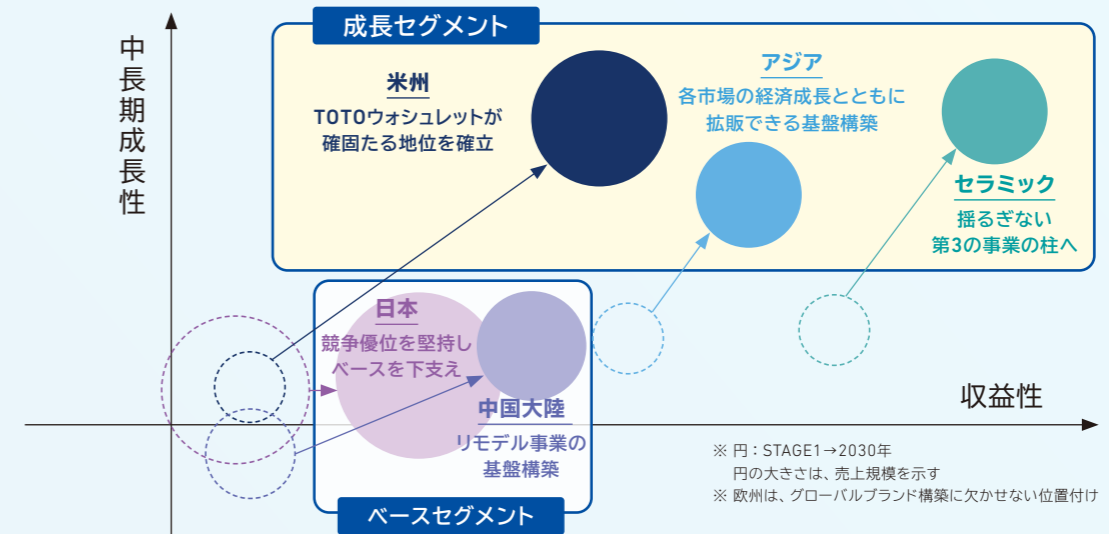 成長セグメント
中長期成長性
米州
TOTOウォシュレットが
確固たる地位を確立
アジア
各市場の経済成長とともに
拡販できる基盤構築
セラミック
揺るぎない
第3の事業の柱へ
日本
競争優位を堅持し
ベースを下支え
中国大陸
リモデル事業の
基盤構築
収益性
※ 円：STAGE1→2030年
円の大きさは、売上規模を示す
※ 欧州は、グローバルブランド構築に欠かせない位置付け
ベースセグメント